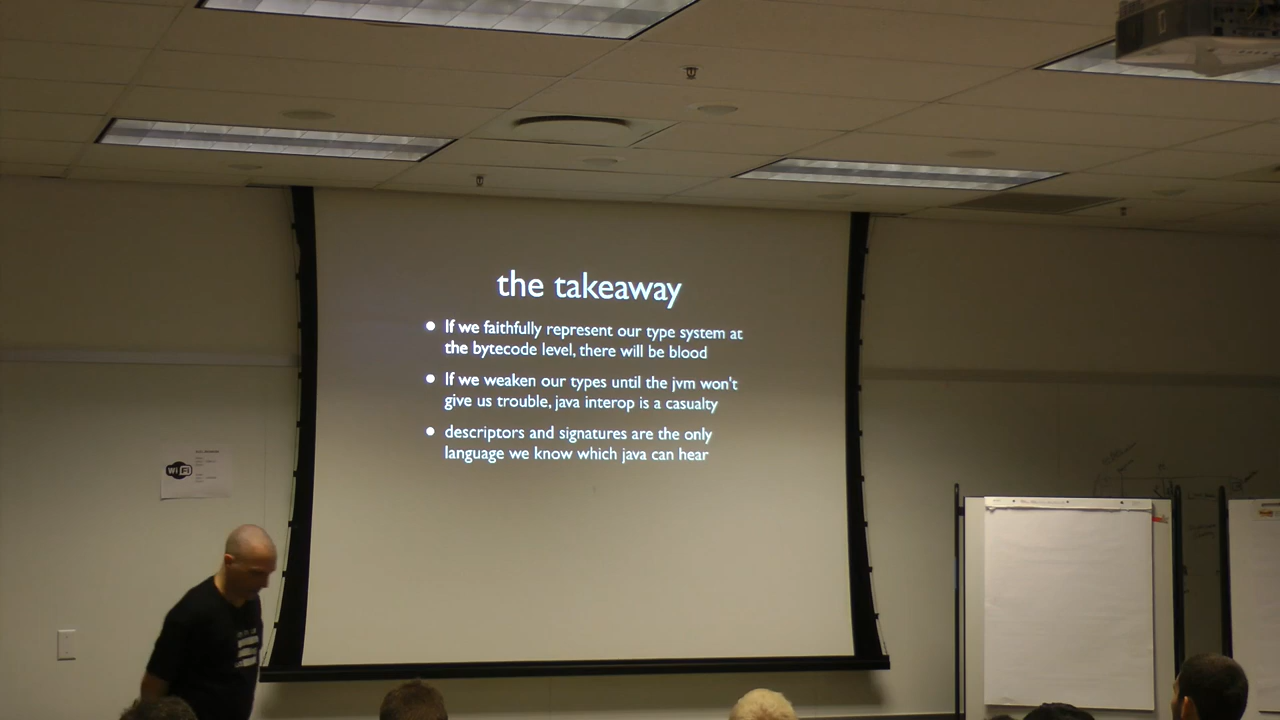 the takeaway
• If we faithfully represent our type system at
the bytecode level, there will be blood
• If we weaken our types until the jvm won't
give us trouble, java interop is a casualty
• descriptors and signatures are the only
language we know which java can hear
Wi Fi